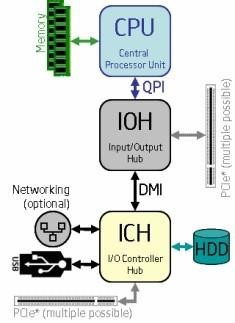 Memory
CPU
Central
Processor Unit
QPI
IOH
Input/Output
Hub
PCIe* (multiple possible)
DMI
Networking
(optional)
ICH
I/O Controller
Hub
USB
HDD
PCIe* (multiple possible)